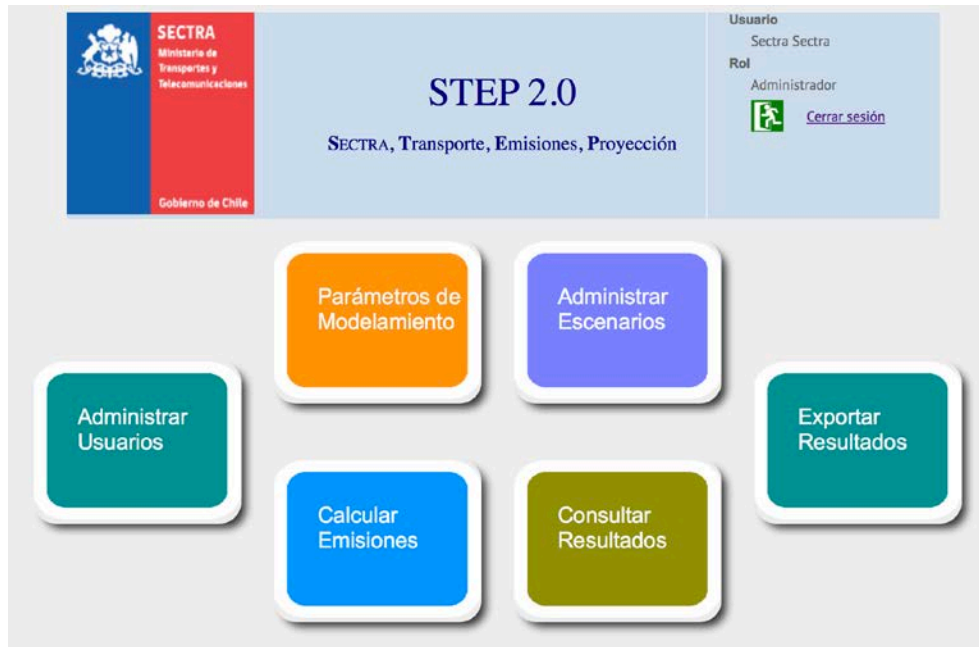 SECTRA
Ministerio de
Transportes y
Telecomunicaciones
Gobierno de Chile
STEP 2.0
SECTRA, Transporte, Emisiones, Proyección
Usuario
Sectra Sectra
Rol
Administrador
Cerrar sesión
Parámetros de
Modelamiento
Administrar
Escenarios
Administrar
Usuarios
Exportar
Resultados
Calcular
Emisiones
Consultar
Resultados